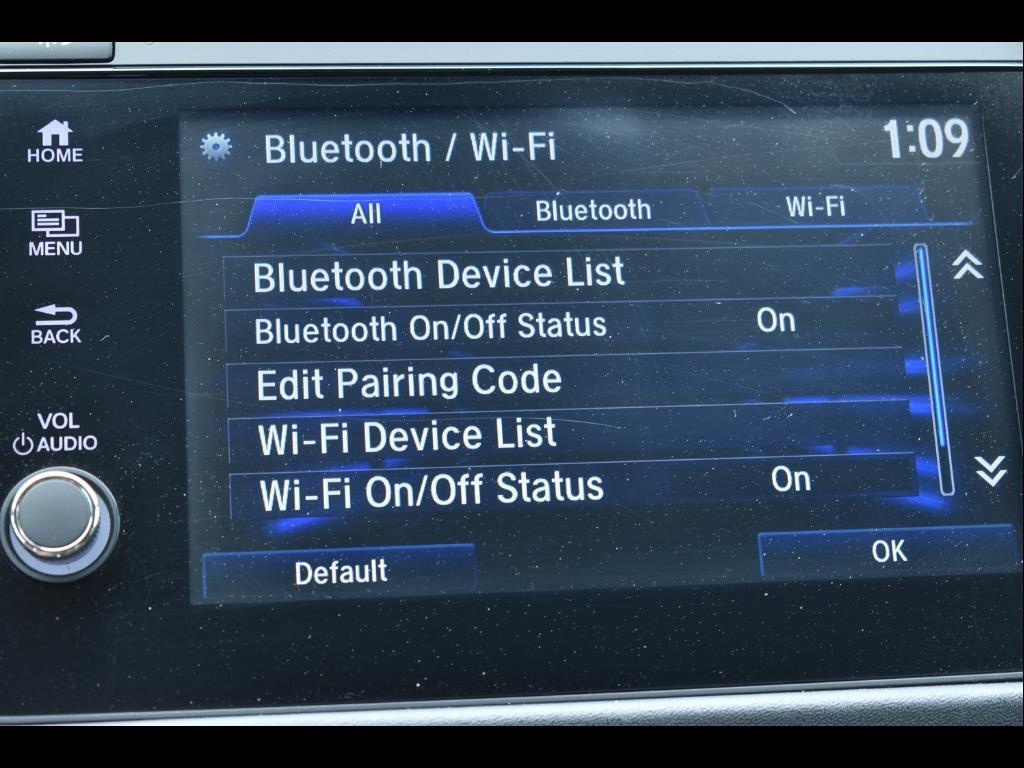 Bluetooth / Wi-Fi
1:09
HOME
MENU
BACK
VOL
AUDIO
All
Bluetooth
Wi-Fi
Bluetooth Device List
Bluetooth On/Off Status On
Edit Pairing Code
Wi-Fi Device List
Wi-Fi On/Off Status On
Default
OK